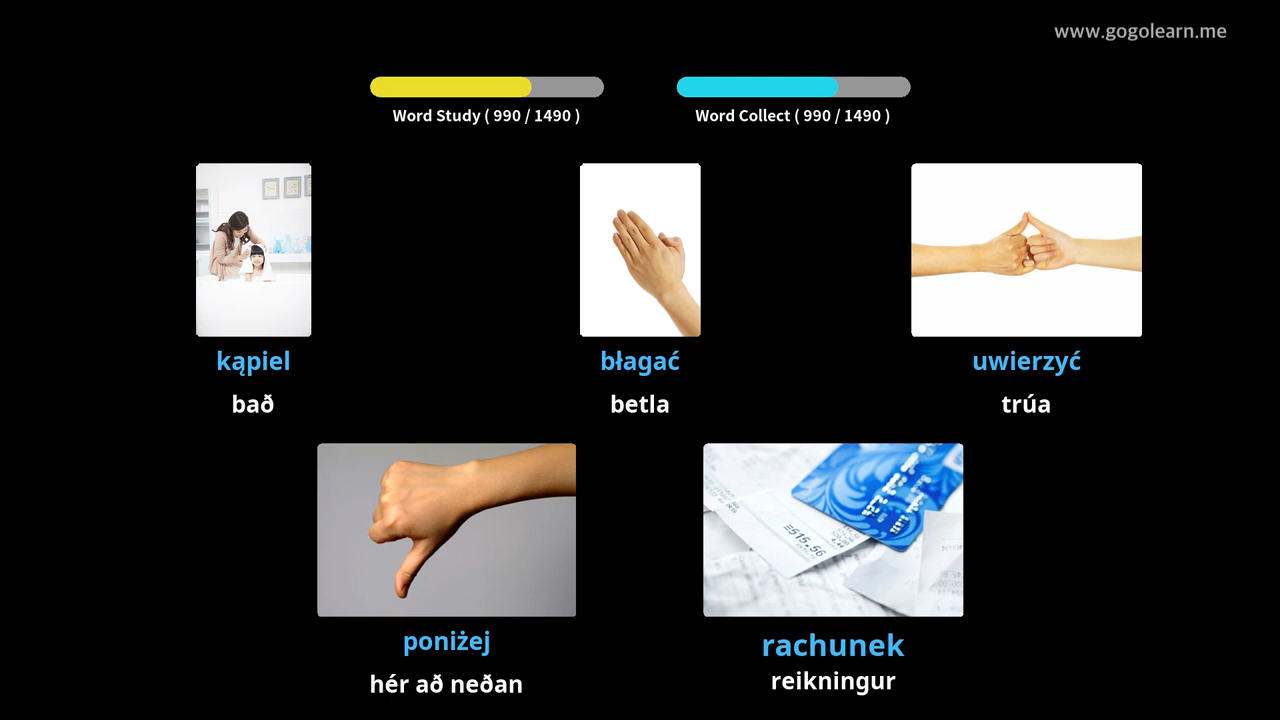 www.gogolearn.me
Word Study ( 990 / 1490 )
Word Collect ( 990 / 1490 )
kąpiel
błagać
uwierzyć
bað
betla
trúa
poniżej
rachunek
hér að neðan
reikningur